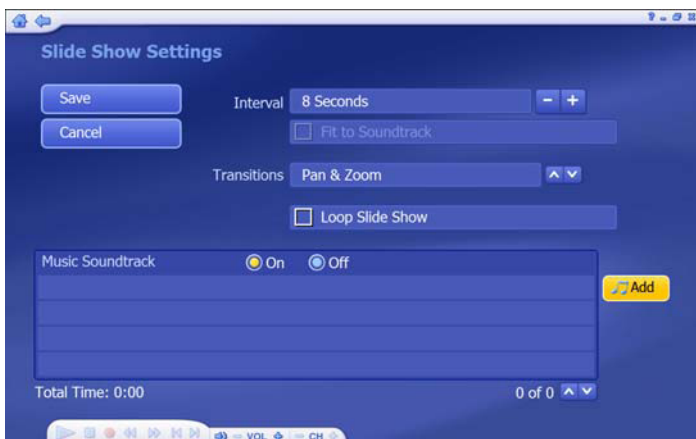 Slide Show Settings
Save
Interval 8 Seconds - +
Cancel
Fit to Soundtrack
Transitions Pan & Zoom
Loop Slide Show
Music Soundtrack On Off
Add
Total Time: 0:00 0 of 0
VOL CH